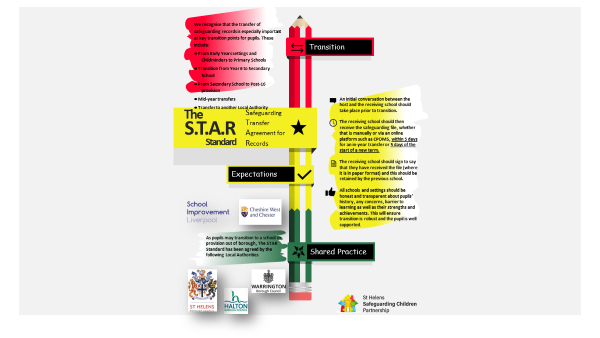 We recognise that the transfer of
safeguarding records is especially important
at key transition points for pupils. These
include:
From Early Years settings and
Childminders to Primary Schools
Transition from Year 6 to Secondary
School
From Secondary School to Post-16
provision
Mid-year transfers
Transfer to another Local Authority
Transition
The
S.T.A.R
Standard
Safeguarding
Transfer
Agreement for
Records
An initial conversation between the
host and the receiving school should
take place prior to transition.
The receiving school should then
receive the safeguarding file, whether
that is manually or via an online
platform such as CPOMS, within 5 days
for an in-year transfer or 5 days of the
start of a new term.
The receiving school should sign to say
that they have received the file (where
it is in paper format) and this should be
retained by the previous school.
All schools and settings should be
honest and transparent about pupils'
history, any concerns, barrier to
learning as well as their strengths and
achievements. This will ensure
transition is robust and the pupil is well
supported.
Expectations
School
Improvement
Liverpool
Cheshire West
and Chester
As pupils may transition to a school or
provision out of borough, The STAR
Standard has been agreed by the
following Local Authorities
Shared Practice
ST HELENS
HALTON
WARRINGTON
Borough Council
St Helens
Safeguarding Children
Partnership